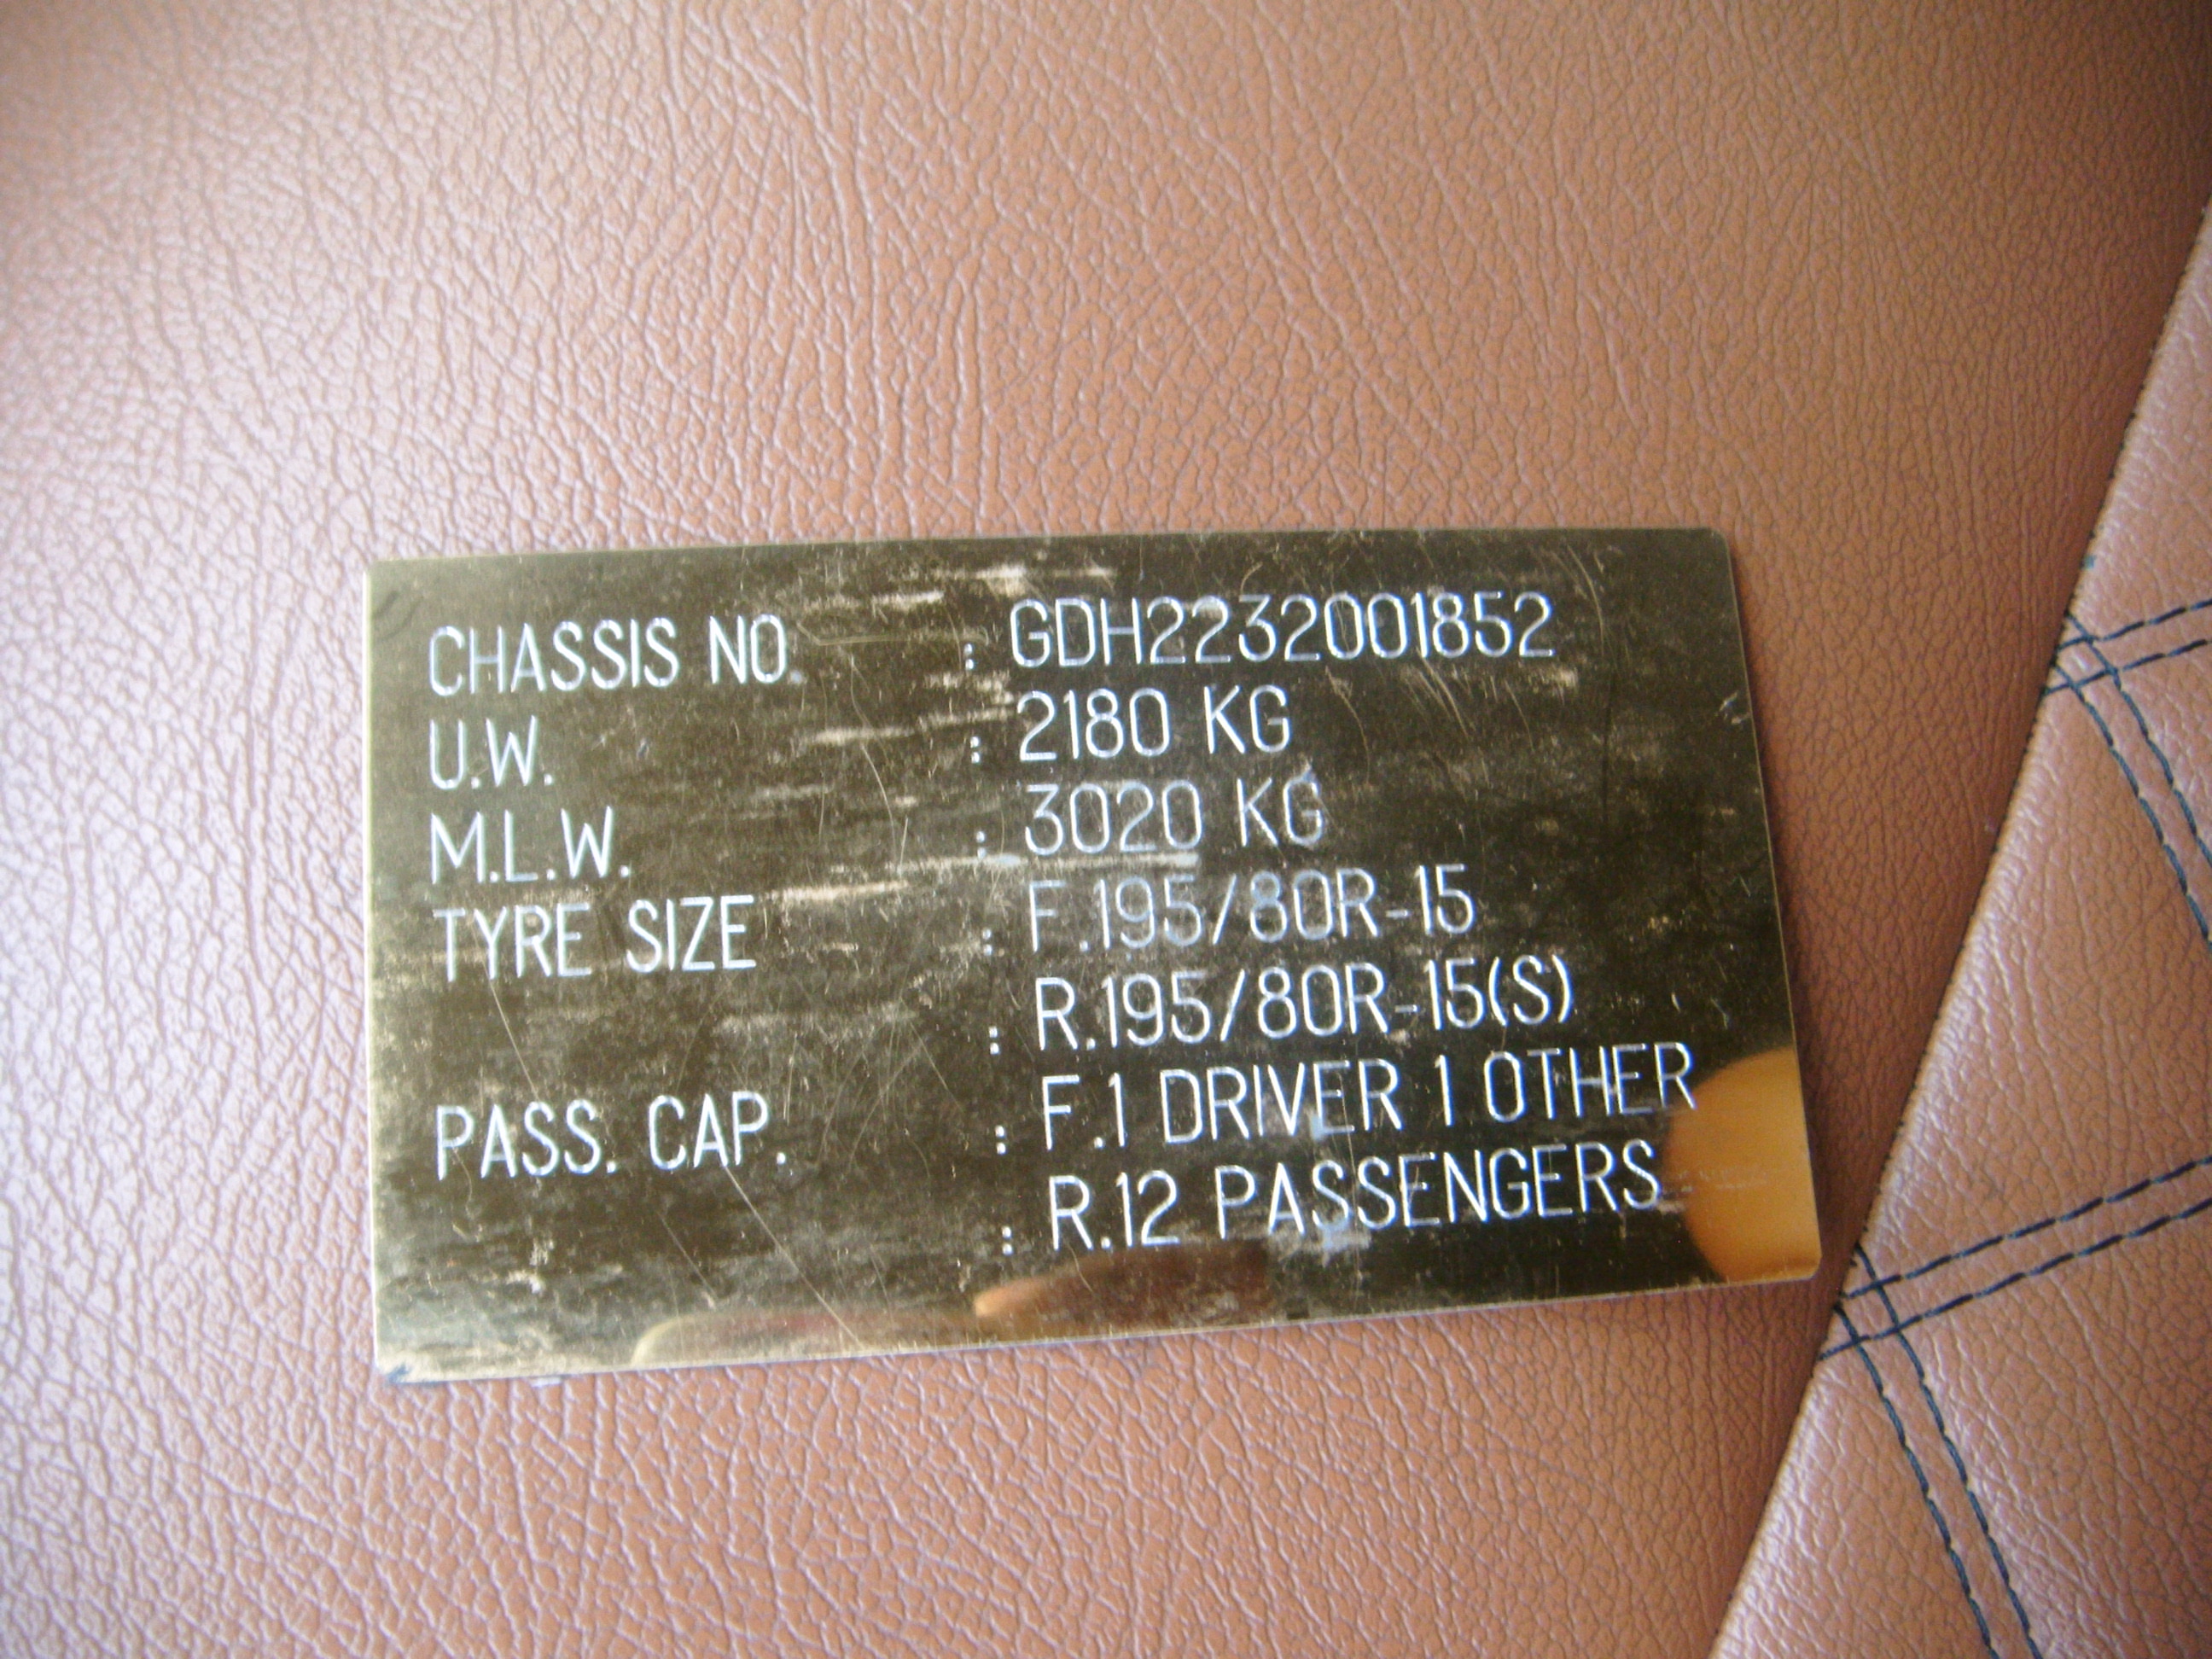 CHASSIS NO. : GDH2232001852
U.W. : 2180 KG
M.L.W. : 3020 KG
TYRE SIZE : F.195/80R-15
: R.195/80R-15(S)
PASS. CAP. : F.1 DRIVER 1 OTHER
: R.12 PASSENGERS